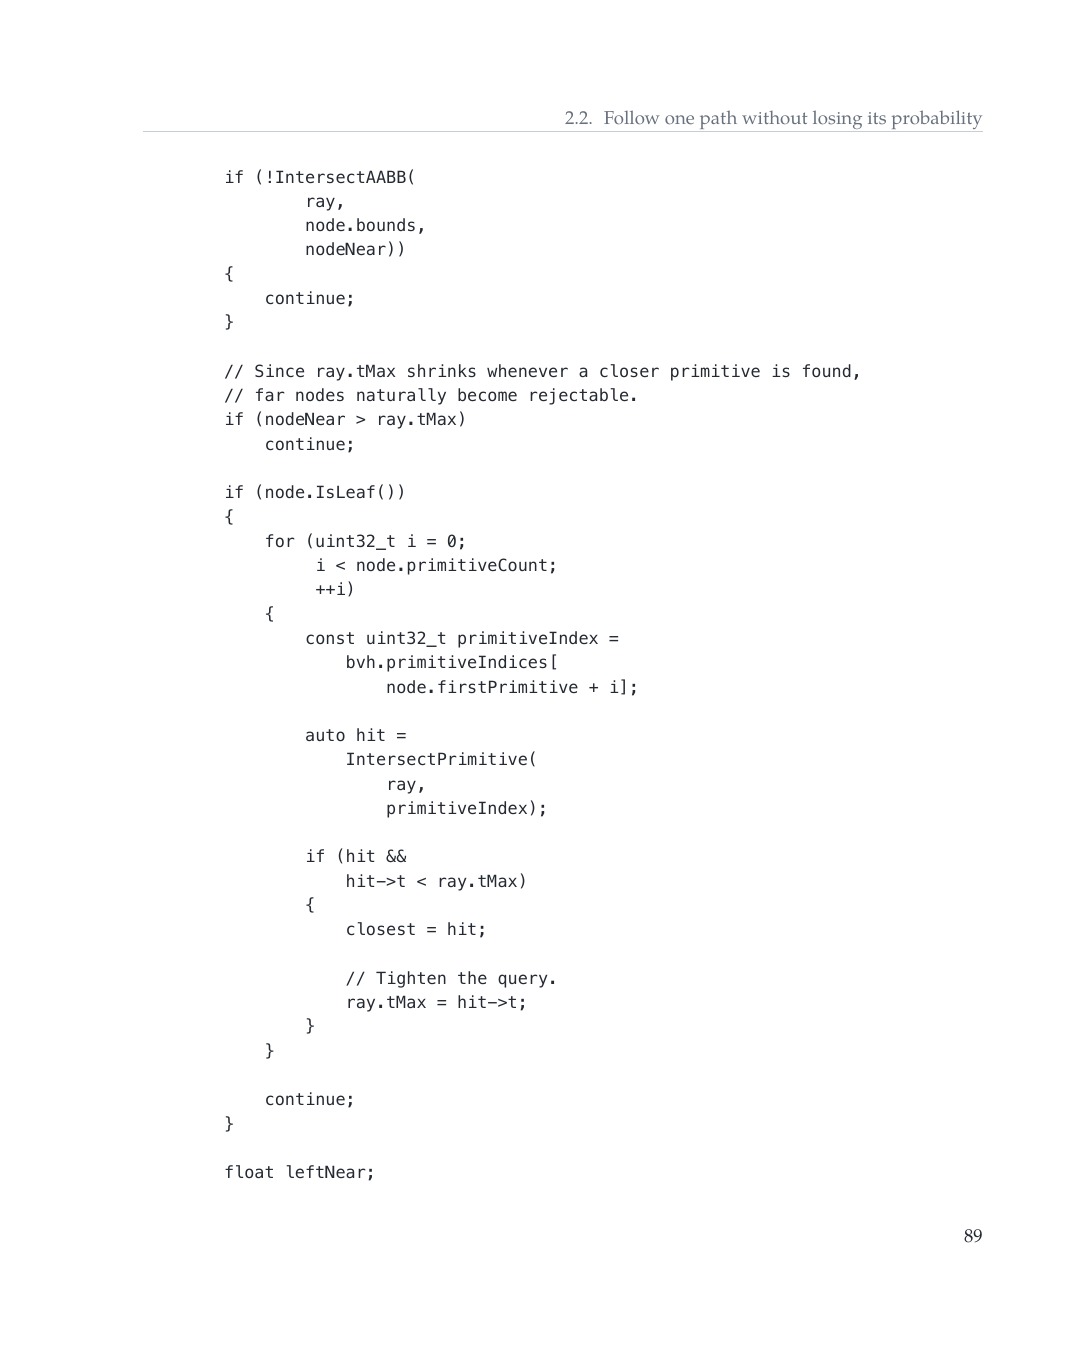 2.2. Follow one path without losing its probability
if (!IntersectAABB(
ray,
node.bounds,
nodeNear))
{
continue;
}
// Since ray.tMax shrinks whenever a closer primitive is found,
// far nodes naturally become rejectable.
if (nodeNear > ray.tMax)
continue;
if (node.IsLeaf())
{
for (uint32_t i = 0;
i < node.primitiveCount;
++i)
{
const uint32_t primitiveIndex =
bvh.primitiveIndices[
node.firstPrimitive + i];
auto hit =
IntersectPrimitive(
ray,
primitiveIndex);
if (hit &&
hit->t < ray.tMax)
{
closest = hit;
// Tighten the query.
ray.tMax = hit->t;
}
}
continue;
}
float leftNear;
89